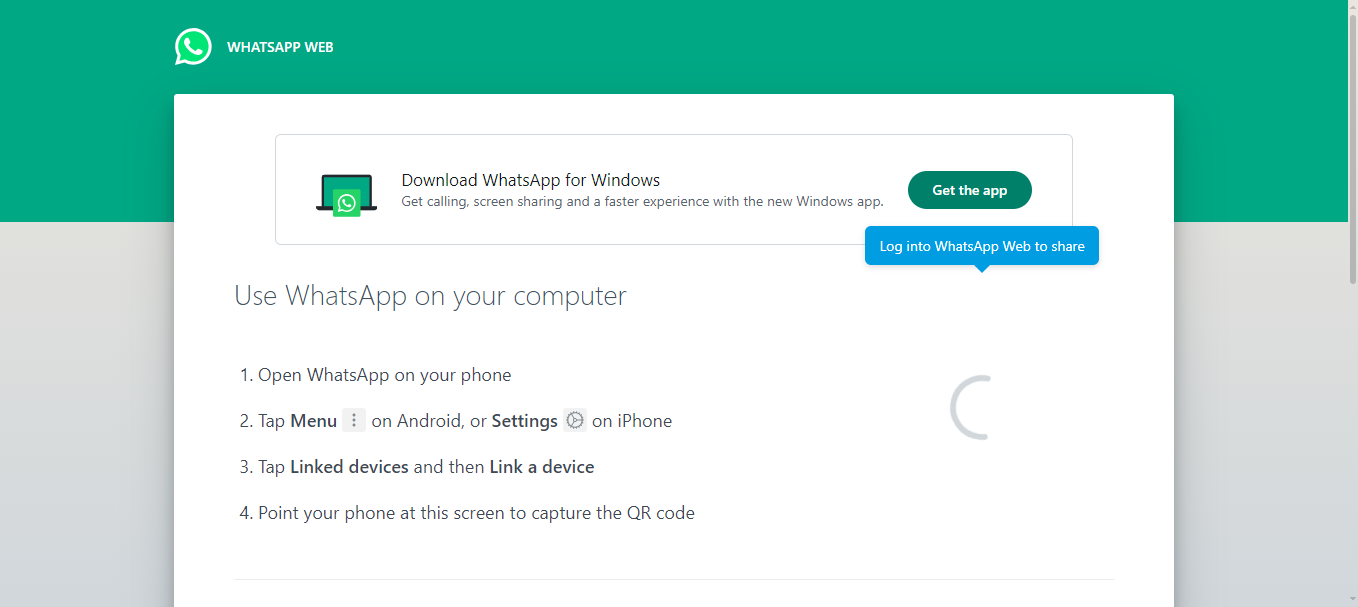 WHATSAPP WEB
Download WhatsApp for Windows
Get calling, screen sharing and a faster experience with the new Windows app.
Get the app
Log into WhatsApp Web to share
Use WhatsApp on your computer
1. Open WhatsApp on your phone
2. Tap Menu on Android, or Settings on iPhone
3. Tap Linked devices and then Link a device
4. Point your phone at this screen to capture the QR code